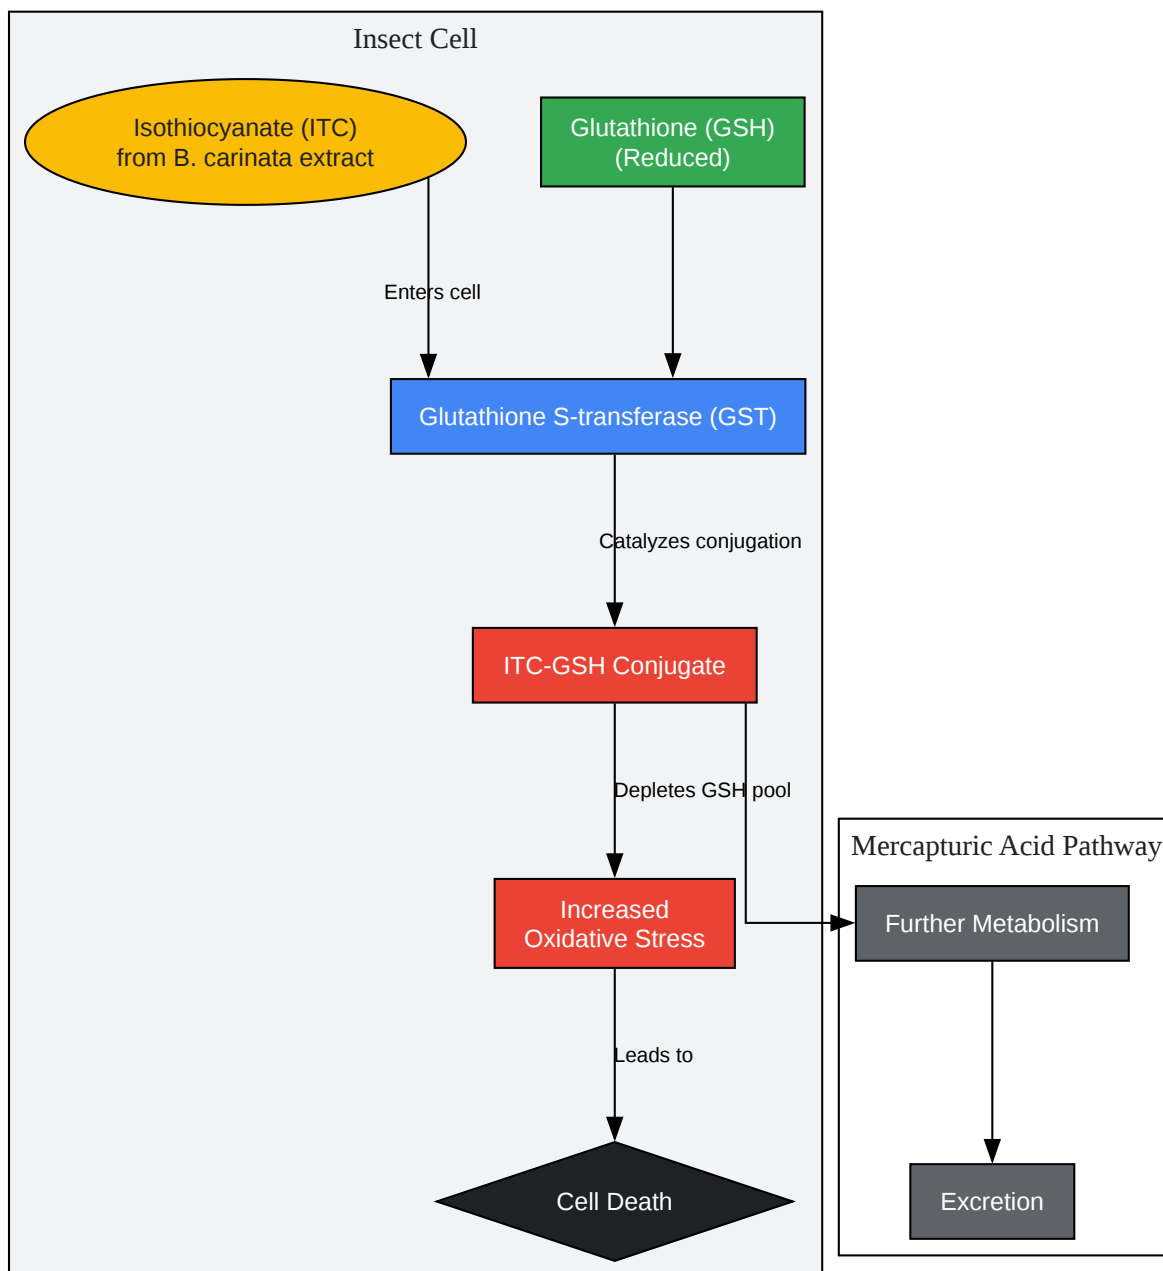 Insect Cell
Isothiocyanate (ITC)
from B. carinata extract
Glutathione (GSH)
(Reduced)
Enters cell
Glutathione S-transferase (GST)
Catalyzes conjugation
ITC-GSH Conjugate
Depletes GSH pool
Mercapturic Acid Pathway
Increased
Oxidative Stress
Further Metabolism
Leads to
Cell Death
Excretion